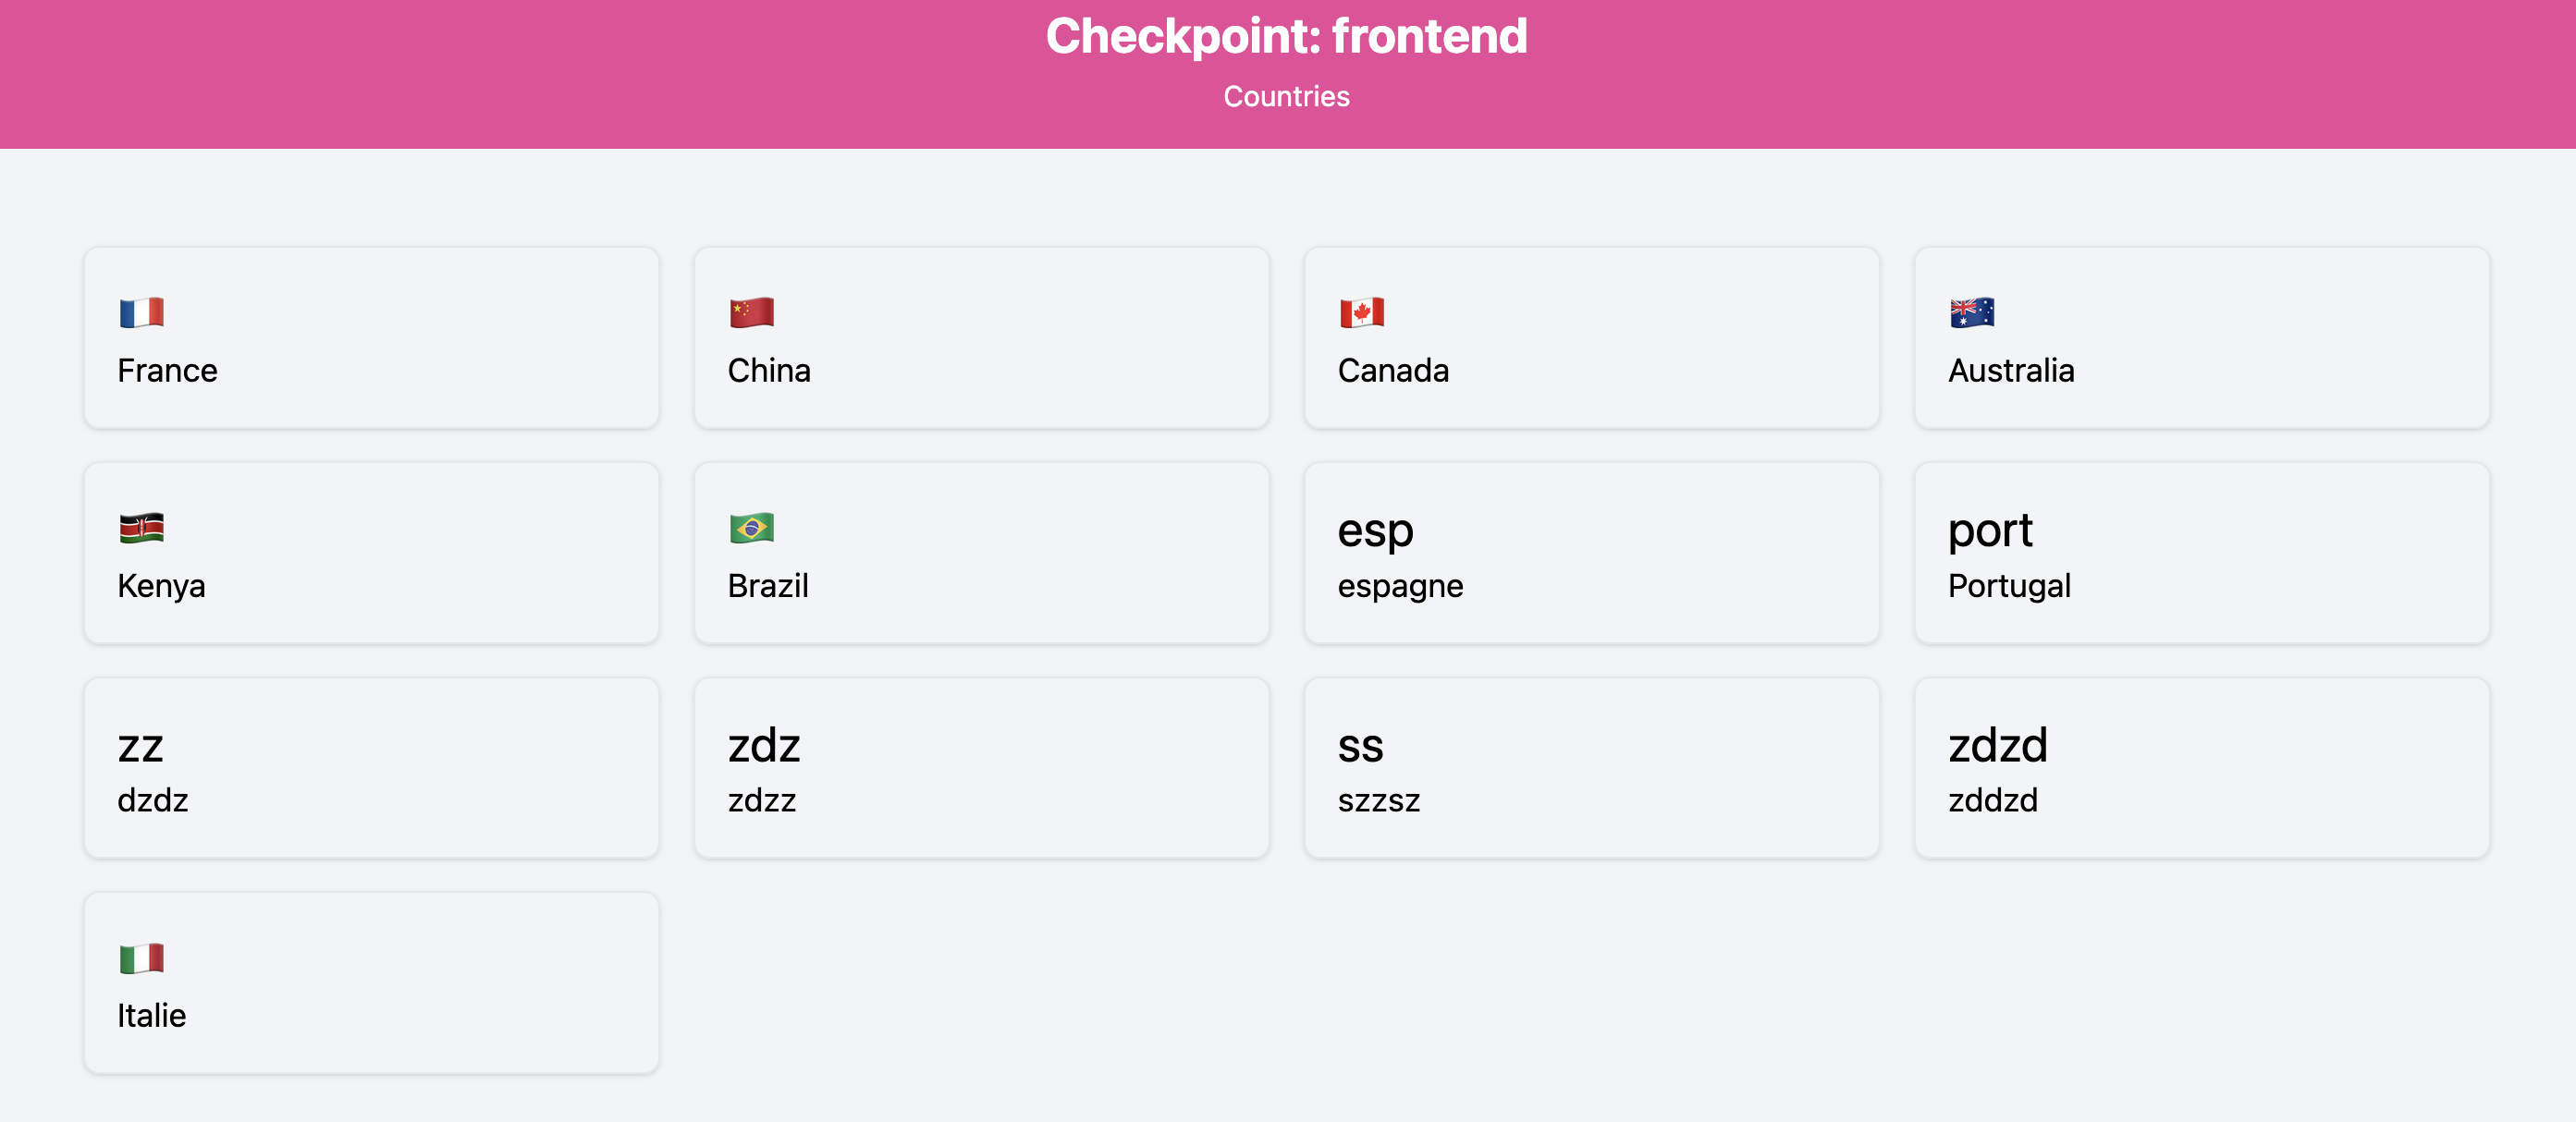 Checkpoint: frontend
Countries
🇫🇷
France
🇨🇳
China
🇨🇦
Canada
🇦🇺
Australia
🇰🇪
Kenya
🇧🇷
Brazil
esp
espagne
port
Portugal
zz
dzdz
zdz
zdzz
ss
szzsz
zdzd
zddzd
🇮🇹
Italie